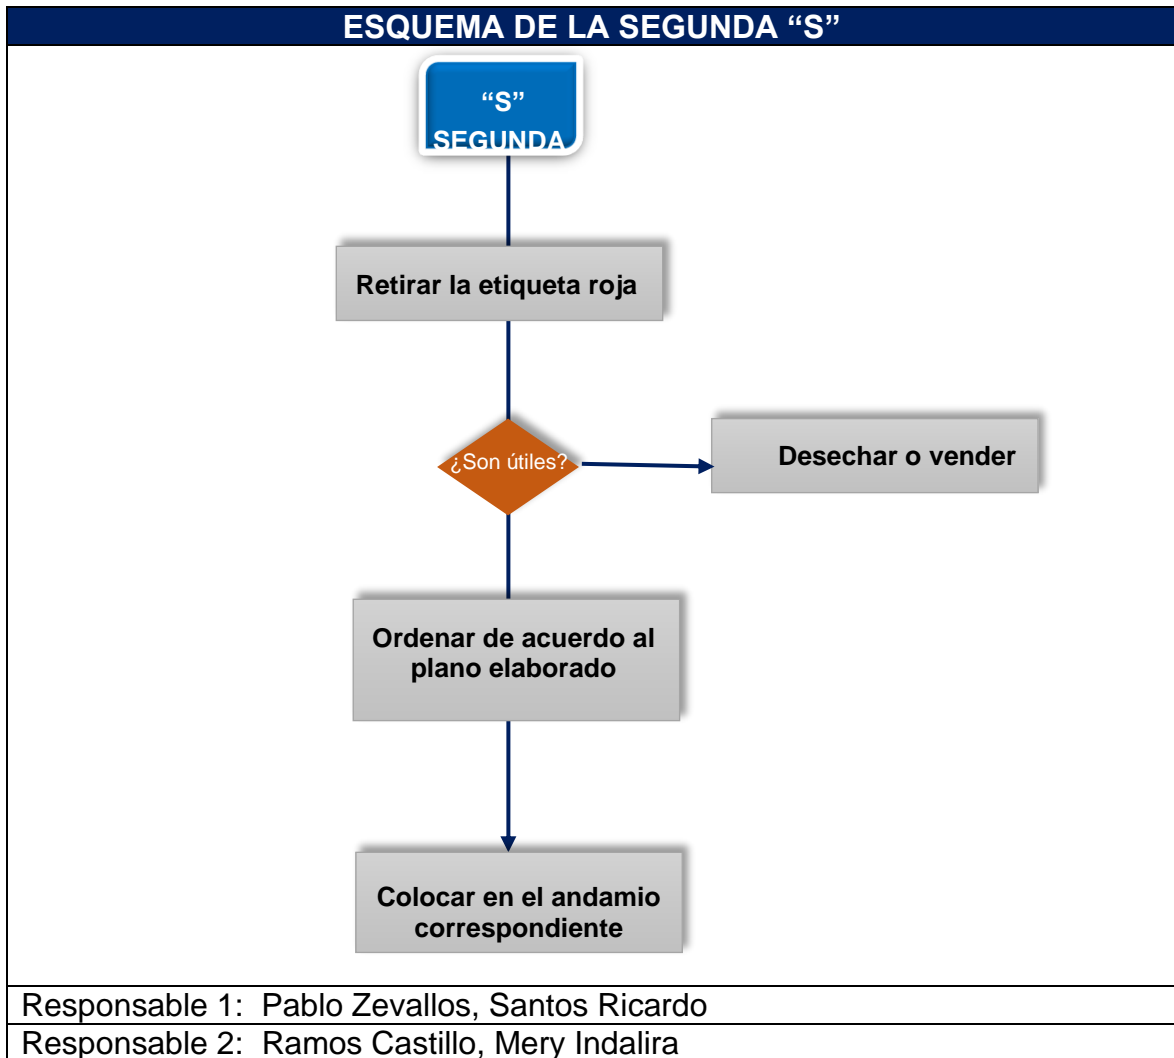 ESQUEMA DE LA SEGUNDA “S”
“S”
SEGUNDA
Retirar la etiqueta roja
¿Son útiles?
Desechar o vender
Ordenar de acuerdo al
plano elaborado
Colocar en el andamio
correspondiente
Responsable 1: Pablo Zevallos, Santos Ricardo
Responsable 2: Ramos Castillo, Mery Indalira